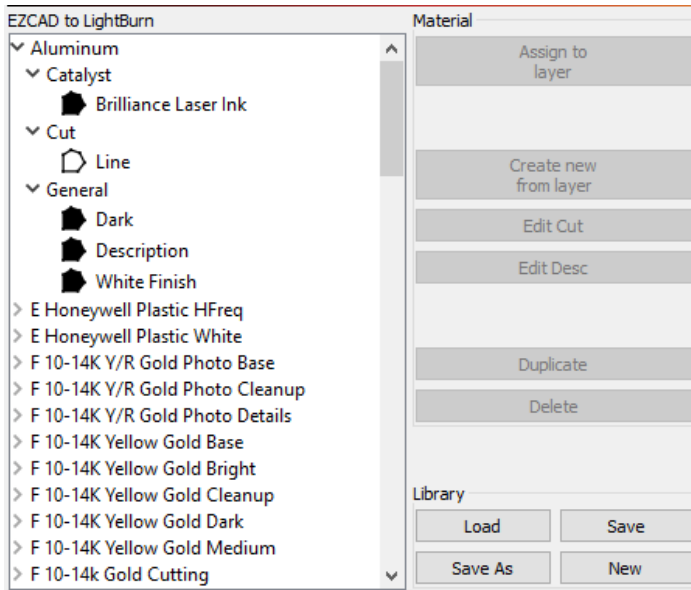 EZCAD to LightBurn
Aluminum
Catalyst
Brilliance Laser Ink
Cut
Line
General
Dark
Description
White Finish
E Honeywell Plastic HFreq
E Honeywell Plastic White
F 10-14K Y/R Gold Photo Base
F 10-14K Y/R Gold Photo Cleanup
F 10-14K Y/R Gold Photo Details
F 10-14K Yellow Gold Base
F 10-14K Yellow Gold Bright
F 10-14K Yellow Gold Cleanup
F 10-14K Yellow Gold Dark
F 10-14K Yellow Gold Medium
F 10-14k Gold Cutting
Material
Assign to
layer
Create new
from layer
Edit Cut
Edit Desc
Duplicate
Delete
Library
Load Save
Save As New